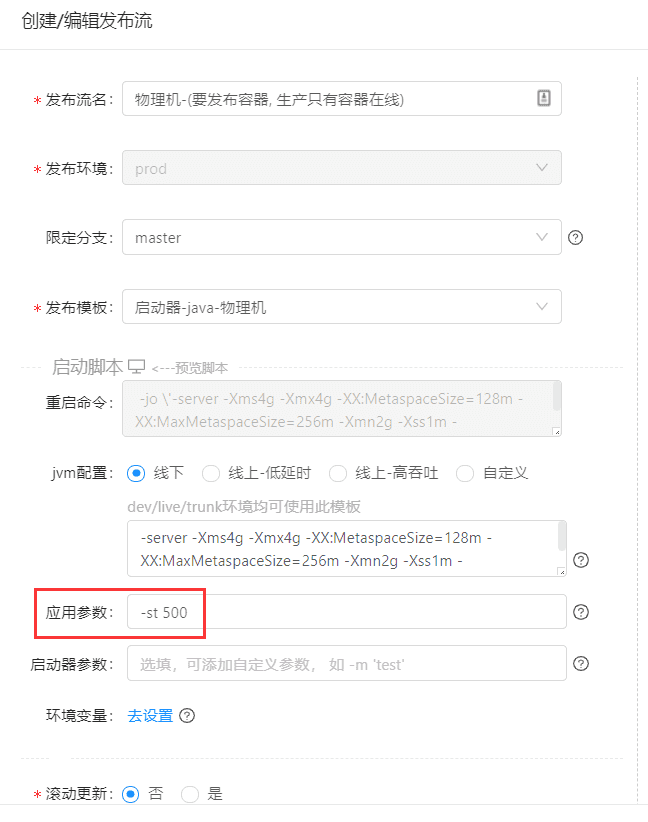 创建/编辑发布流
* 发布流名： 物理机-(要发布容器, 生产只有容器在线)
* 发布环境： prod
限定分支： master
* 发布模板： 启动器-java-物理机
启动脚本 <---预览脚本
重启命令： -jo \'-server -Xms4g -Xmx4g -XX:MetaspaceSize=128m -
XX:MaxMetaspaceSize=256m -Xmn2g -Xss1m -
jvm配置： 线下 线上-低延时 线上-高吞吐 自定义
dev/live/trunk环境均可使用此模板
-server -Xms4g -Xmx4g -XX:MetaspaceSize=128m -
XX:MaxMetaspaceSize=256m -Xmn2g -Xss1m -
应用参数： -st 500
启动器参数： 选填，可添加自定义参数， 如 -m 'test'
环境变量： 去设置
* 滚动更新： 否 是